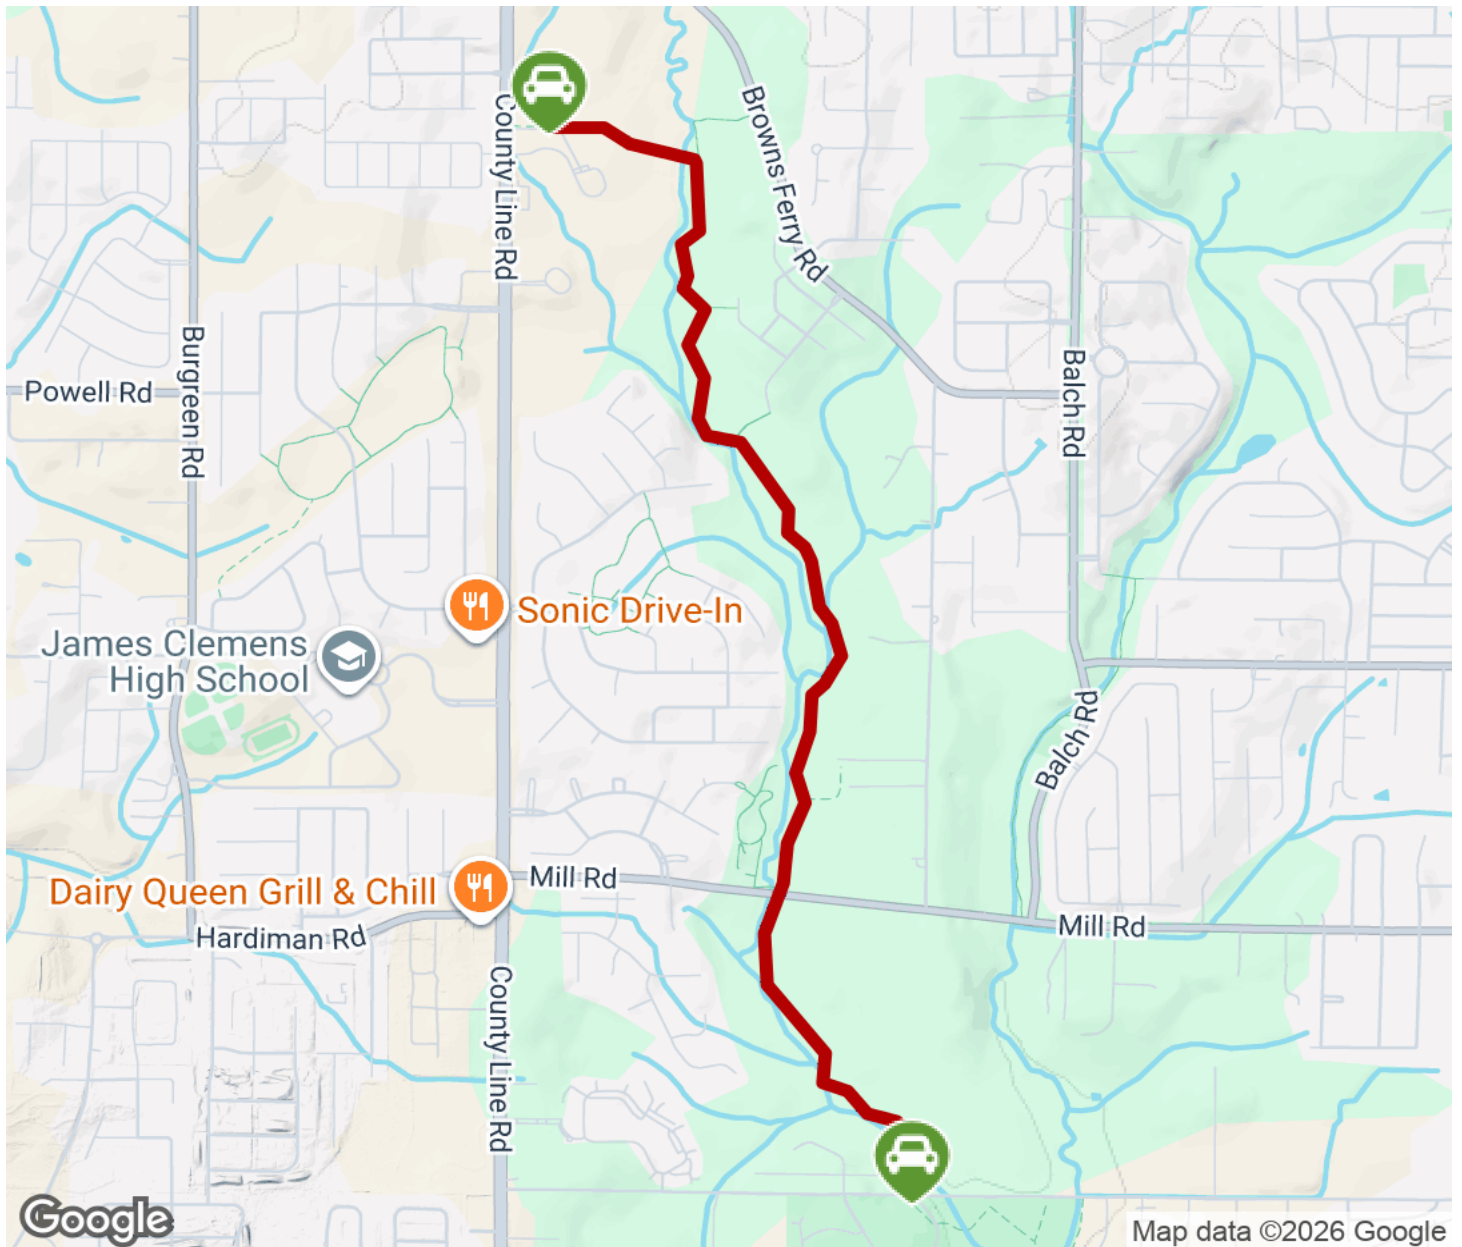 County Line Rd
Browns Ferry Rd
Burgreen Rd
Powell Rd
Balch Rd
Sonic Drive-In
James Clemens
High School
Balch Rd
Mill Rd
Dairy Queen Grill & Chill
Hardiman Rd
Mill Rd
County Line Rd
Google
Map data ©2026 Google